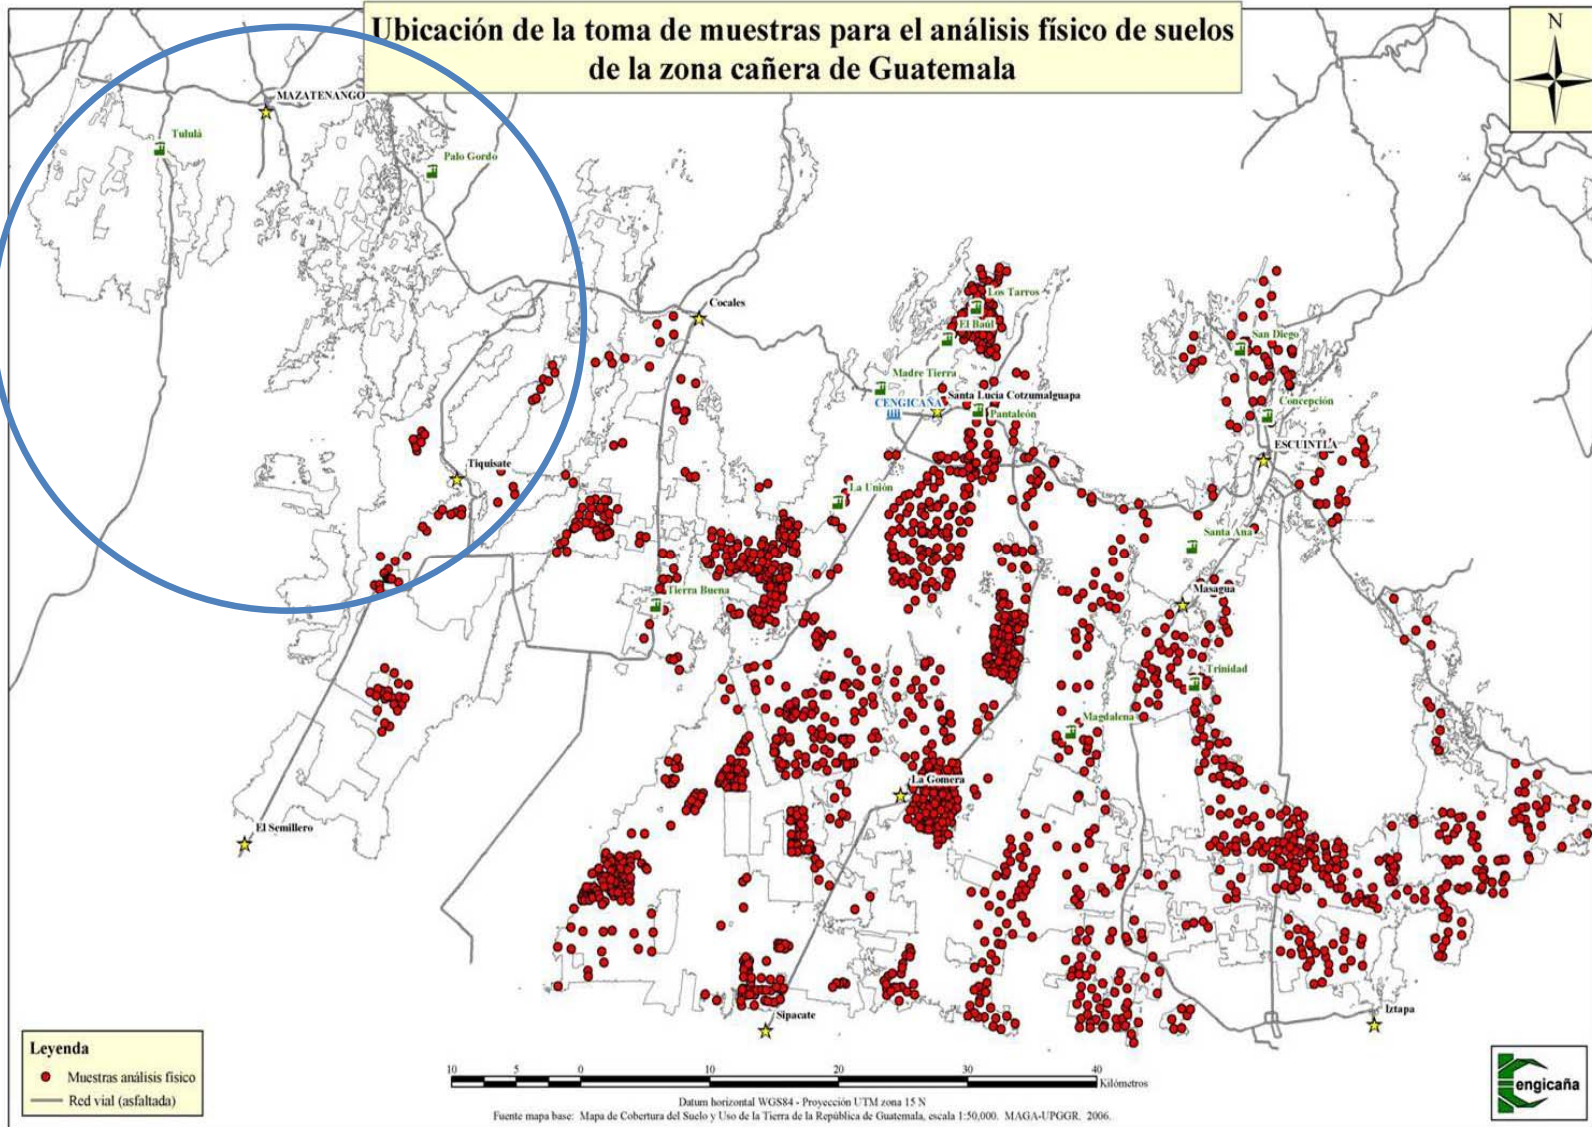 Ubicación de la toma de muestras para el análisis físico de suelos
de la zona cañera de Guatemala
N
MAZATENANGO
Tululá
Palo Gordo
Cocales
Los Tarros
El Baúl
San Diego
Madre Tierra
CENGICAÑA
Santa Lucia Cotzumalguapa
Pantaleón
Concepción
ESCUINTLA
Tiquisate
La Unión
Santa Ana
Tierra Buena
Masagua
Trinidad
Magdalena
La Gomera
El Semillero
Sipacate
Iztapa
Leyenda
Muestras análisis físico
Red vial (asfaltada)
10 5 0 10 20 30 40
Kilómetros
Datum horizontal WGS84 - Proyección UTM zona 15 N
Fuente mapa base: Mapa de Cobertura del Suelo y Uso de la Tierra de la República de Guatemala, escala 1:50,000. MAGA-UPGGR. 2006.
engicaña